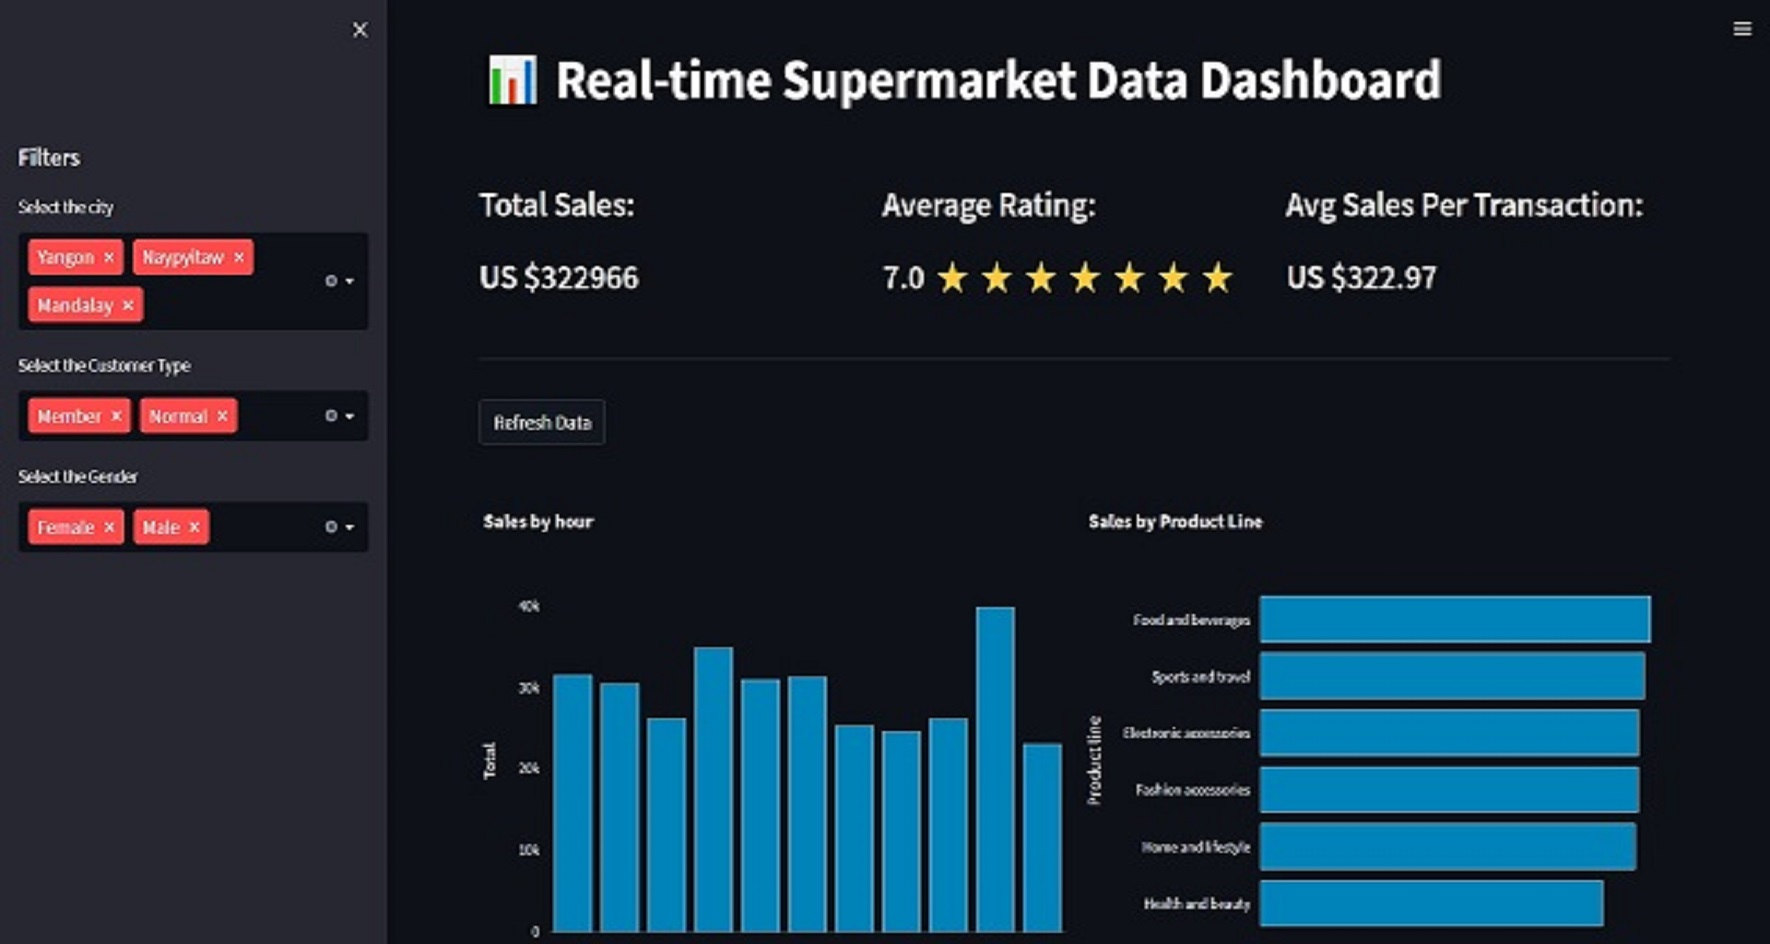 Real-time Supermarket Data Dashboard
Filters
Select the city
Yangon × Naypyitaw ×
Mandalay ×
Select the Customer Type
Member × Normal ×
Select the Gender
Female × Male ×
Total Sales:
US $322966
Average Rating:
7.0
Avg Sales Per Transaction:
US $322.97
Refresh Data
Sales by hour
Total
40k
30k
20k
10k
0
Sales by Product Line
Product line
Food and beverages
Sports and travel
Electronic accessories
Fashion accessories
Home and lifestyle
Health and beauty